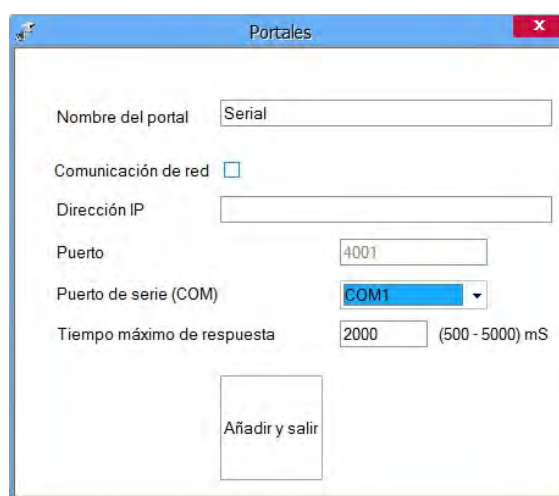 Portales
x
Nombre del portal Serial
Comunicación de red
Dirección IP
Puerto 4001
Puerto de serie (COM) COM1
Tiempo máximo de respuesta 2000 (500 - 5000) mS
Añadir y salir